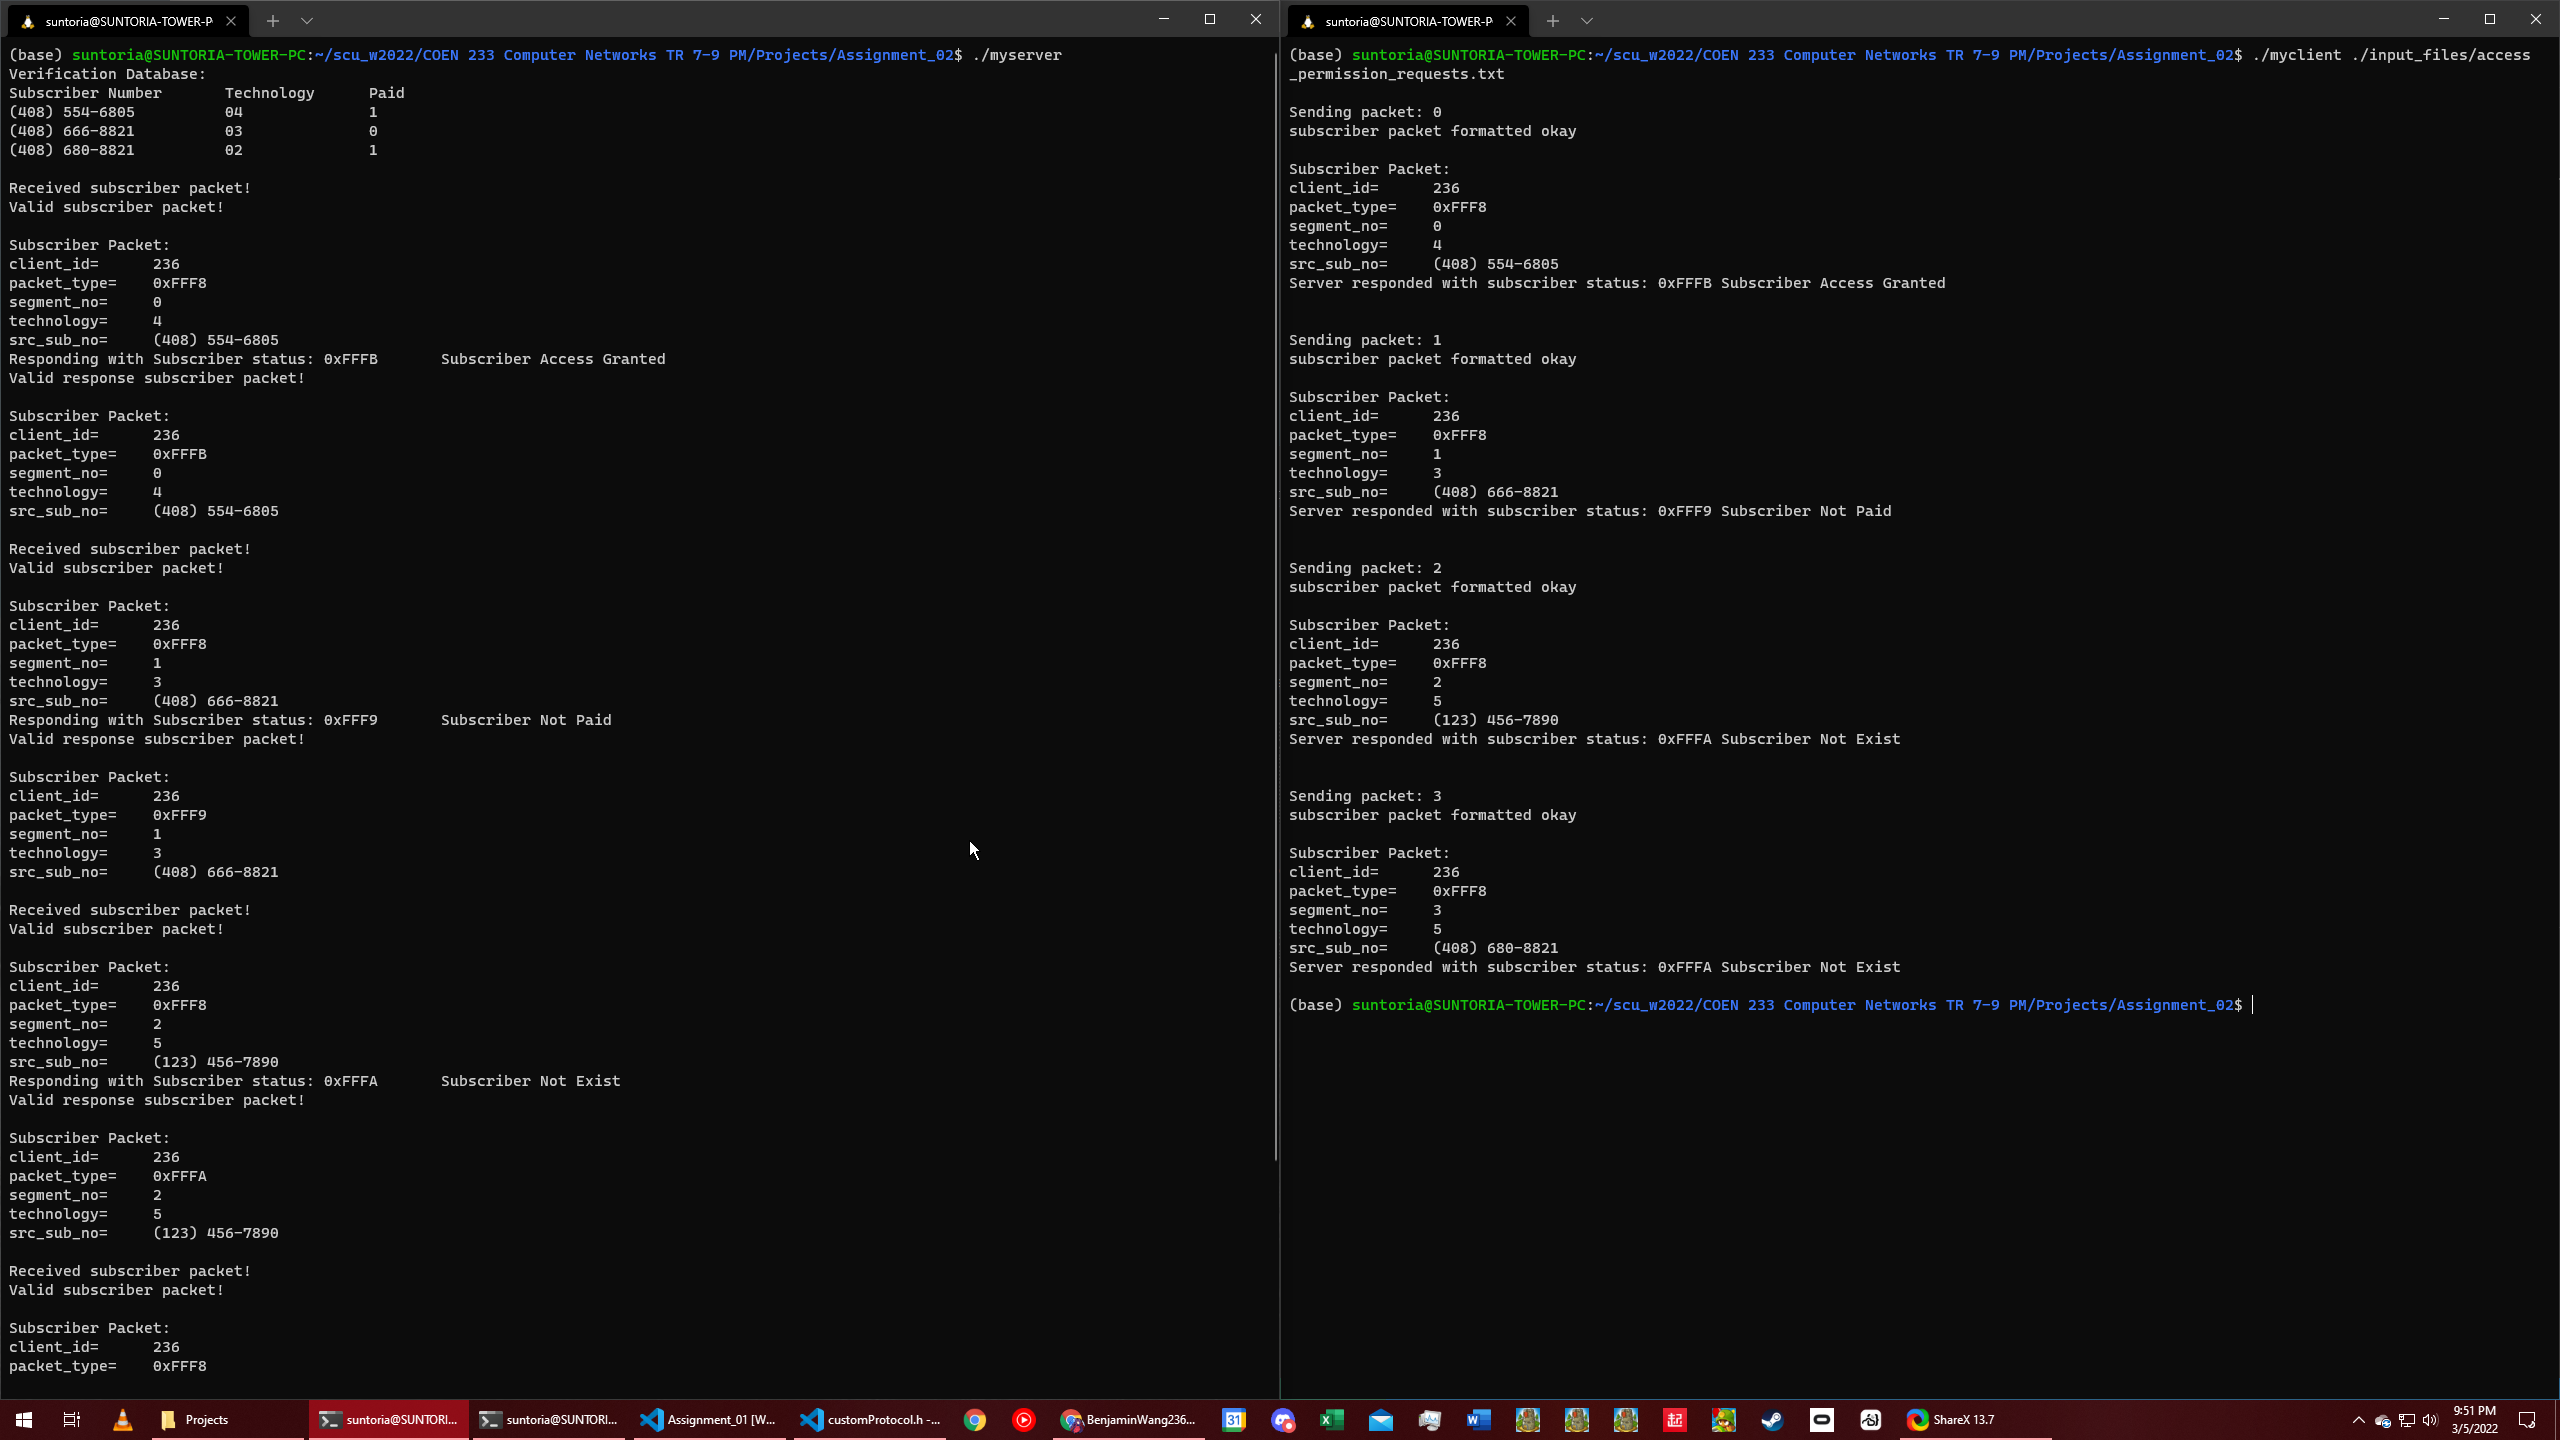 suntoria@SUNTORIA-TOWER-P
(base) suntoria@SUNTORIA-TOWER-PC:~/scu_w2022/COEN 233 Computer Networks TR 7-9 PM/Projects/Assignment_02$ ./myserver
Verification Database:
Subscriber Number Technology Paid
(408) 554-6805 04 1
(408) 666-8821 03 0
(408) 680-8821 02 1
Received subscriber packet!
Valid subscriber packet!
Subscriber Packet:
client_id= 236
packet_type= 0xFFF8
segment_no= 0
technology= 4
src_sub_no= (408) 554-6805
Responding with Subscriber status: 0xFFFB Subscriber Access Granted
Valid response subscriber packet!
Subscriber Packet:
client_id= 236
packet_type= 0xFFFB
segment_no= 0
technology= 4
src_sub_no= (408) 554-6805
Received subscriber packet!
Valid subscriber packet!
Subscriber Packet:
client_id= 236
packet_type= 0xFFF8
segment_no= 1
technology= 3
src_sub_no= (408) 666-8821
Responding with Subscriber status: 0xFFF9 Subscriber Not Paid
Valid response subscriber packet!
Subscriber Packet:
client_id= 236
packet_type= 0xFFF9
segment_no= 1
technology= 3
src_sub_no= (408) 666-8821
Received subscriber packet!
Valid subscriber packet!
Subscriber Packet:
client_id= 236
packet_type= 0xFFF8
segment_no= 2
technology= 5
src_sub_no= (123) 456-7890
Responding with Subscriber status: 0xFFFA Subscriber Not Exist
Valid response subscriber packet!
Subscriber Packet:
client_id= 236
packet_type= 0xFFFA
segment_no= 2
technology= 5
src_sub_no= (123) 456-7890
Received subscriber packet!
Valid subscriber packet!
Subscriber Packet:
client_id= 236
packet_type= 0xFFF8
suntoria@SUNTORIA-TOWER-P
(base) suntoria@SUNTORIA-TOWER-PC:~/scu_w2022/COEN 233 Computer Networks TR 7-9 PM/Projects/Assignment_02$ ./myclient ./input_files/access
_permission_requests.txt
Sending packet: 0
subscriber packet formatted okay
Subscriber Packet:
client_id= 236
packet_type= 0xFFF8
segment_no= 0
technology= 4
src_sub_no= (408) 554-6805
Server responded with subscriber status: 0xFFFB Subscriber Access Granted
Sending packet: 1
subscriber packet formatted okay
Subscriber Packet:
client_id= 236
packet_type= 0xFFF8
segment_no= 1
technology= 3
src_sub_no= (408) 666-8821
Server responded with subscriber status: 0xFFF9 Subscriber Not Paid
Sending packet: 2
subscriber packet formatted okay
Subscriber Packet:
client_id= 236
packet_type= 0xFFF8
segment_no= 2
technology= 5
src_sub_no= (123) 456-7890
Server responded with subscriber status: 0xFFFA Subscriber Not Exist
Sending packet: 3
subscriber packet formatted okay
Subscriber Packet:
client_id= 236
packet_type= 0xFFF8
segment_no= 3
technology= 5
src_sub_no= (408) 680-8821
Server responded with subscriber status: 0xFFFA Subscriber Not Exist
(base) suntoria@SUNTORIA-TOWER-PC:~/scu_w2022/COEN 233 Computer Networks TR 7-9 PM/Projects/Assignment_02$
Projects
suntoria@SUNTORI...
suntoria@SUNTORI...
Assignment_01 [W...
customProtocol.h -...
BenjaminWang236...
31
ShareX 13.7
9:51 PM
3/5/2022